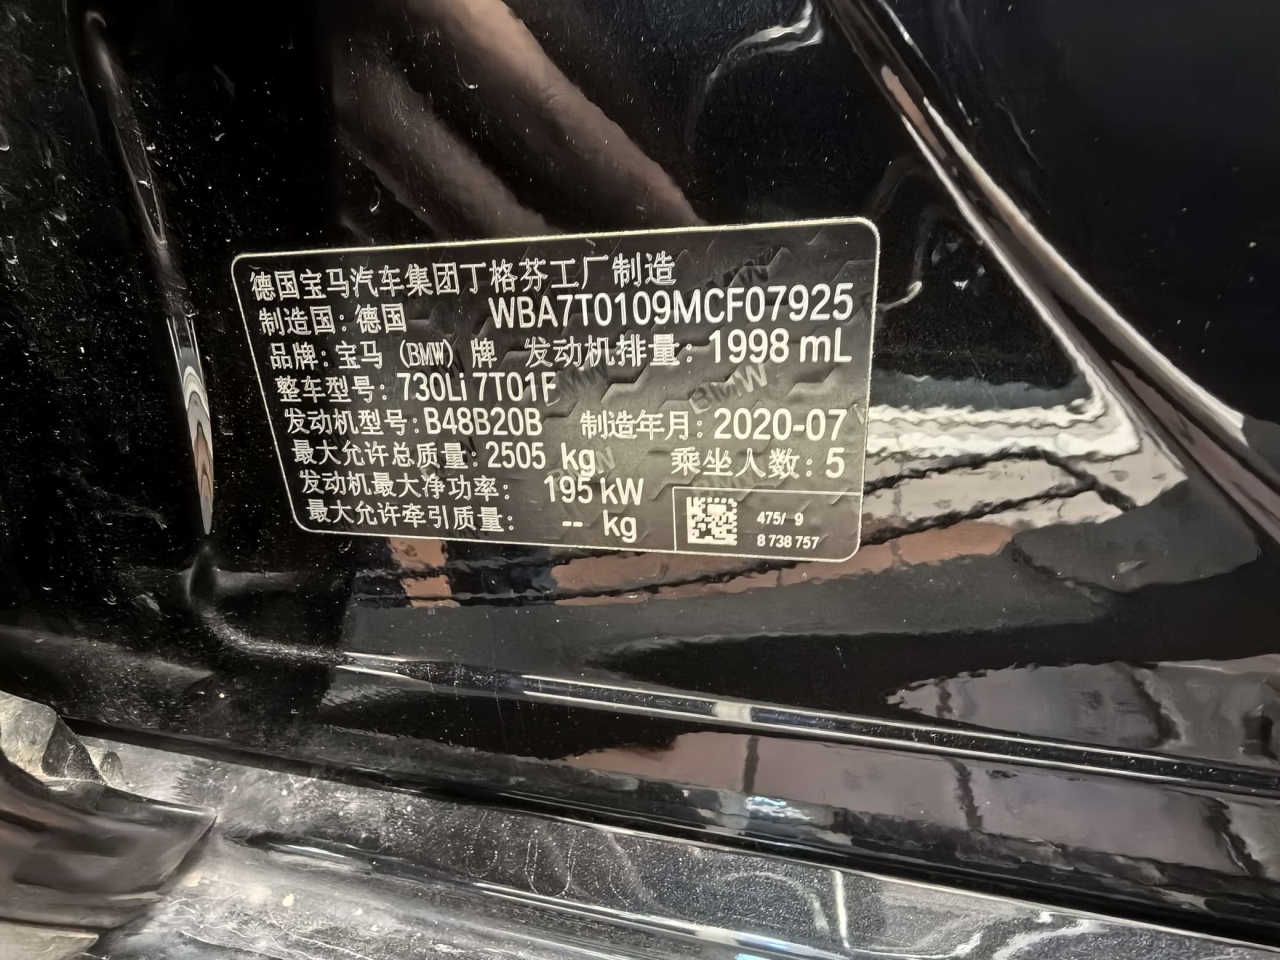 德国宝马汽车集团丁格芬工厂制造
制造国:德国 WBA7T0109MCF07925
品牌:宝马(BMW)牌 发动机排量:1998 mL
整车型号:730Li 7T01F
发动机型号:B48B20B 制造年月:2020-07
最大允许总质量:2505 kg 乘坐人数:5
发动机最大净功率: 195 kW
最大允许牵引质量: -- kg
475/ 9
8 738 757